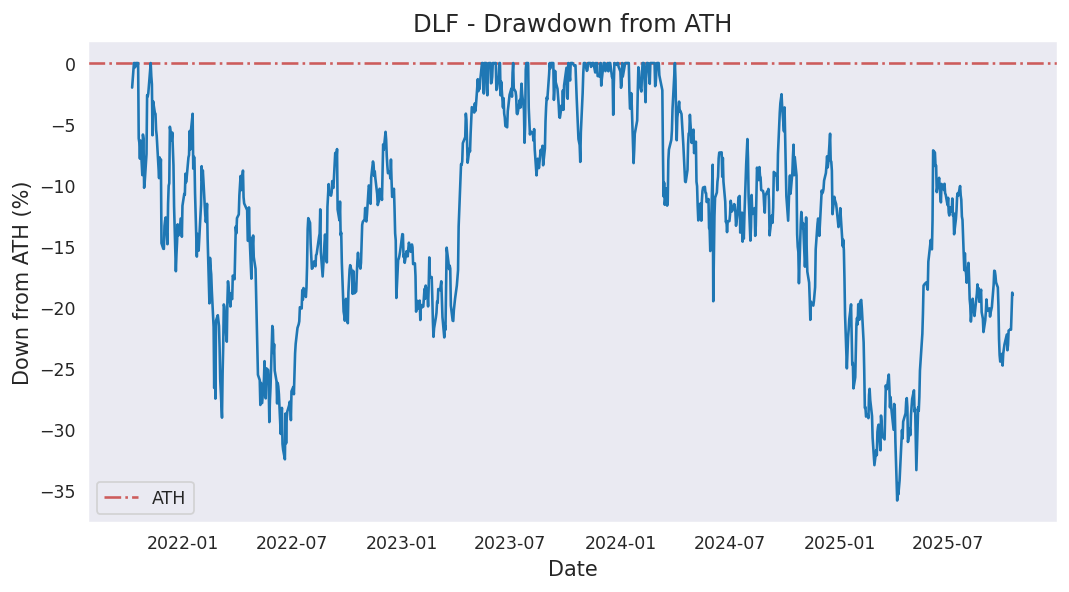 DLF - Drawdown from ATH
Down from ATH (%)
0
−5
−10
−15
−20
−25
−30
−35
ATH
2022-01 2022-07 2023-01 2023-07 2024-01 2024-07 2025-01 2025-07
Date